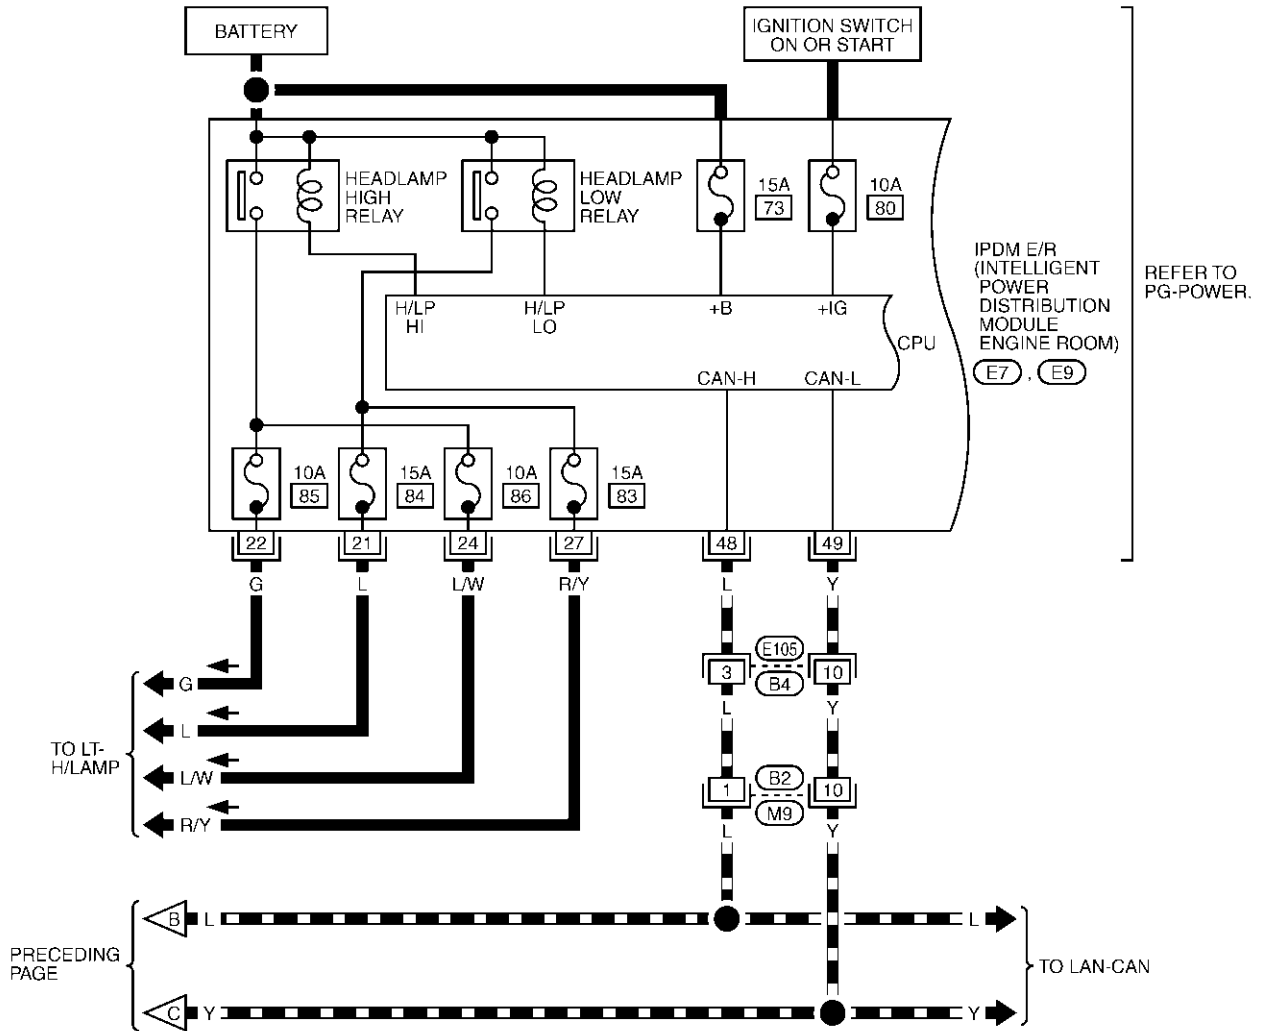 BATTERY
IGNITION SWITCH
ON OR START
HEADLAMP
HIGH
RELAY
HEADLAMP
LOW
RELAY
15A
73
10A
80
IPDM E/R
(INTELLIGENT
POWER
DISTRIBUTION
MODULE
ENGINE ROOM)
E7 , E9
REFER TO
PG-POWER.
H/LP
HI
H/LP
LO
+B
+IG
CPU
CAN-H
CAN-L
10A
85
15A
84
10A
86
15A
83
22
21
24
27
48
49
G
L
L/W
R/Y
L
Y
E105
3
10
B4
G
L
Y
L
TO LT-
H/LAMP
L/W
B2
1
10
M9
R/Y
L
Y
B
L
L
PRECEDING
PAGE
TO LAN-CAN
C
Y
Y